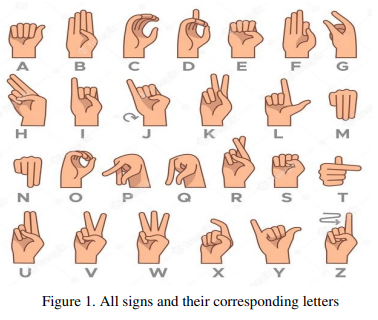 A B C D E F G
H I J K L M
N O P Q R S T
U V W X Y Z
Figure 1. All signs and their corresponding letters